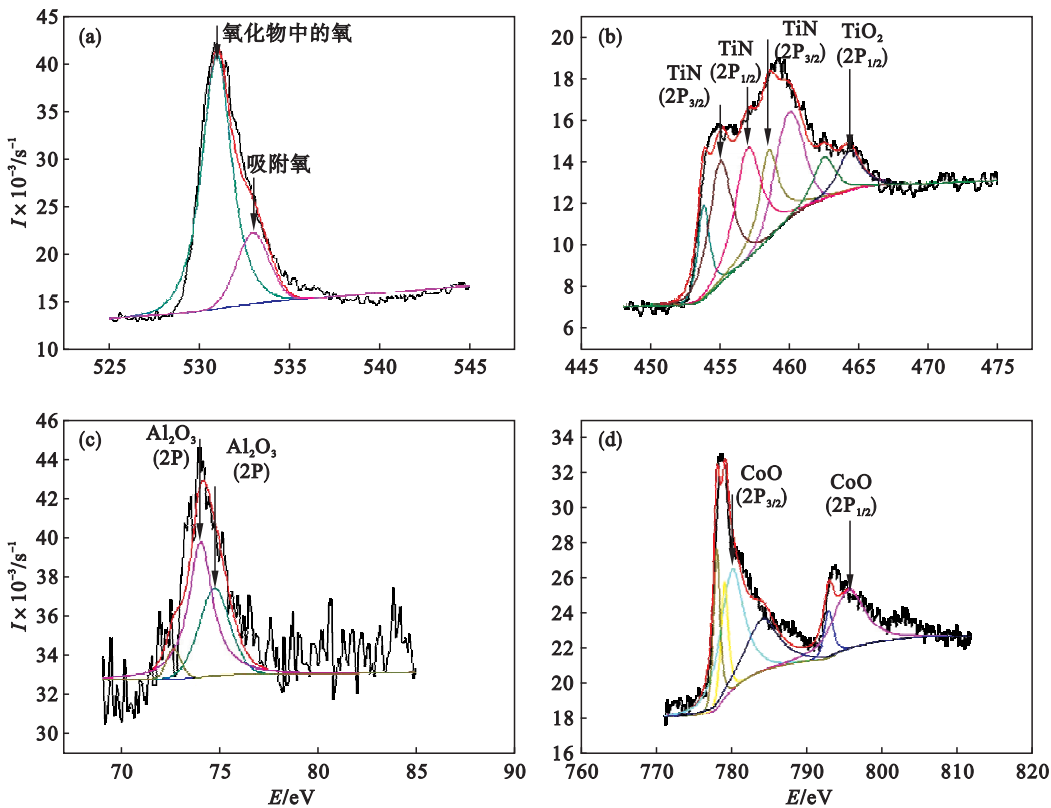 (a)
氧化物中的氧
吸附氧
I × 10⁻³/s⁻¹
45
40
35
30
25
20
15
10
525
530
535
540
545
(b)
TiN
(2P3/2)
TiN
(2P1/2)
TiN
(2P3/2)
TiO2
(2P1/2)
20
18
16
14
12
10
8
6
445
450
455
460
465
470
475
(c)
Al2O3
(2P)
Al2O3
(2P)
I × 10⁻³/s⁻¹
46
44
42
40
38
36
34
32
30
70
75
80
85
90
E/eV
(d)
CoO
(2P3/2)
CoO
(2P1/2)
34
32
30
28
26
24
22
20
18
16
760
770
780
790
800
810
820
E/eV